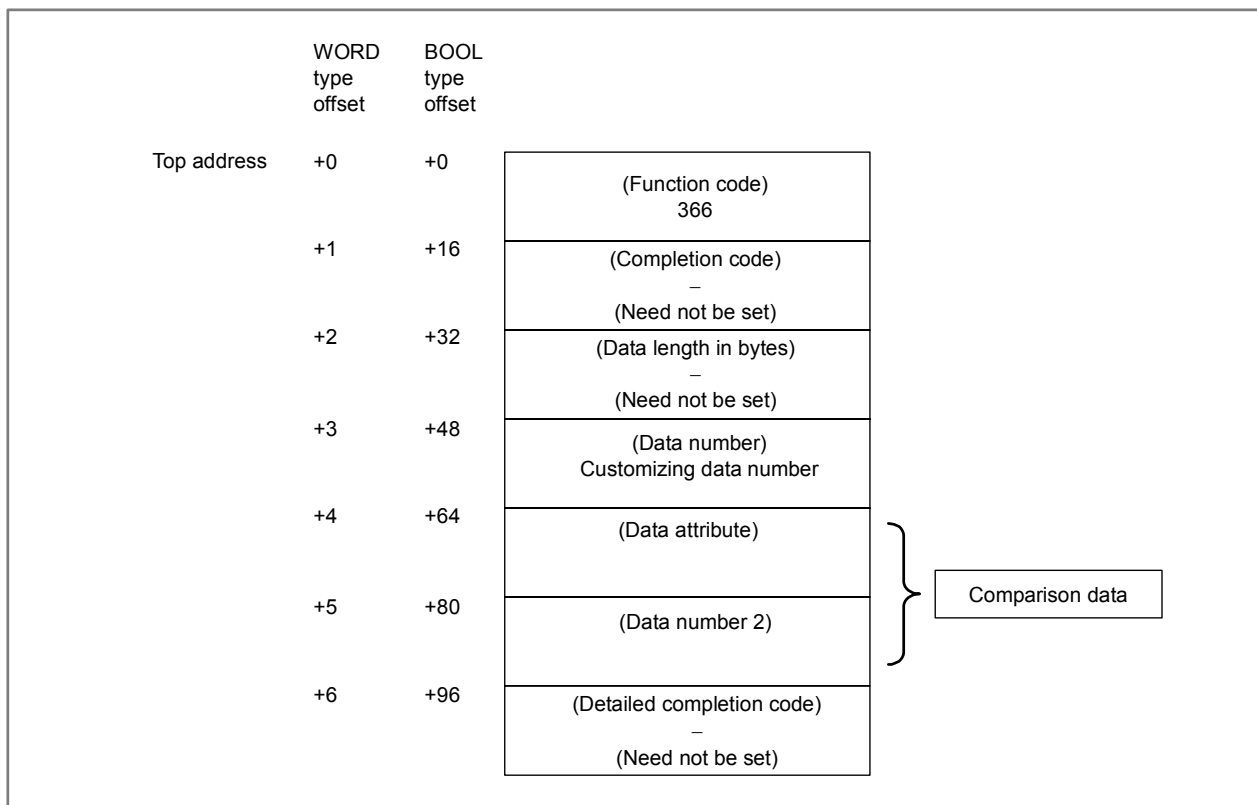 WORD BOOL
type type
offset offset
Top address +0 +0
(Function code)
366
+1 +16
(Completion code)
–
(Need not be set)
+2 +32
(Data length in bytes)
–
(Need not be set)
+3 +48
(Data number)
Customizing data number
+4 +64
(Data attribute)
Comparison data
+5 +80
(Data number 2)
+6 +96
(Detailed completion code)
–
(Need not be set)